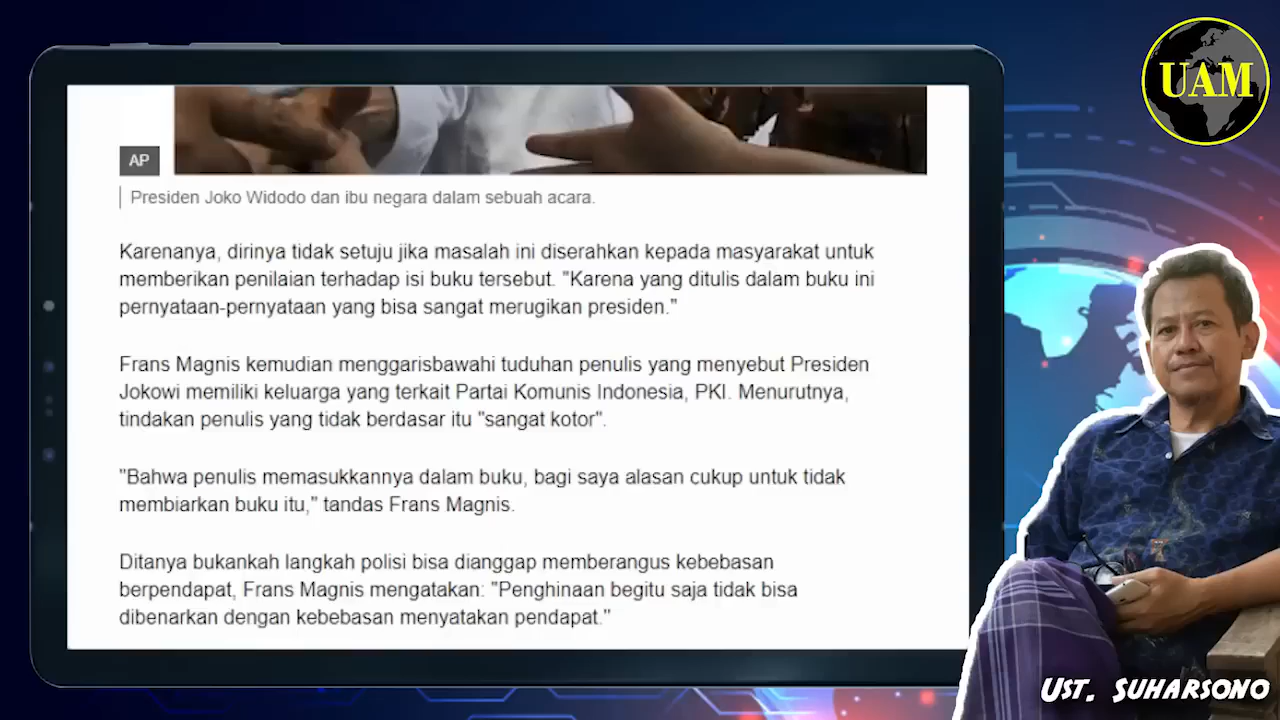 UAM
AP
Presiden Joko Widodo dan ibu negara dalam sebuah acara.
Karenanya, dirinya tidak setuju jika masalah ini diserahkan kepada masyarakat untuk
memberikan penilaian terhadap isi buku tersebut. "Karena yang ditulis dalam buku ini
pernyataan-pernyataan yang bisa sangat merugikan presiden."
Frans Magnis kemudian menggarisbawahi tuduhan penulis yang menyebut Presiden
Jokowi memiliki keluarga yang terkait Partai Komunis Indonesia, PKI. Menurutnya,
tindakan penulis yang tidak berdasar itu "sangat kotor".
"Bahwa penulis memasukkannya dalam buku, bagi saya alasan cukup untuk tidak
membiarkan buku itu," tandas Frans Magnis.
Ditanya bukankah langkah polisi bisa dianggap memberangus kebebasan
berpendapat, Frans Magnis mengatakan: "Penghinaan begitu saja tidak bisa
dibenarkan dengan kebebasan menyatakan pendapat."
UST. SUHARSONO